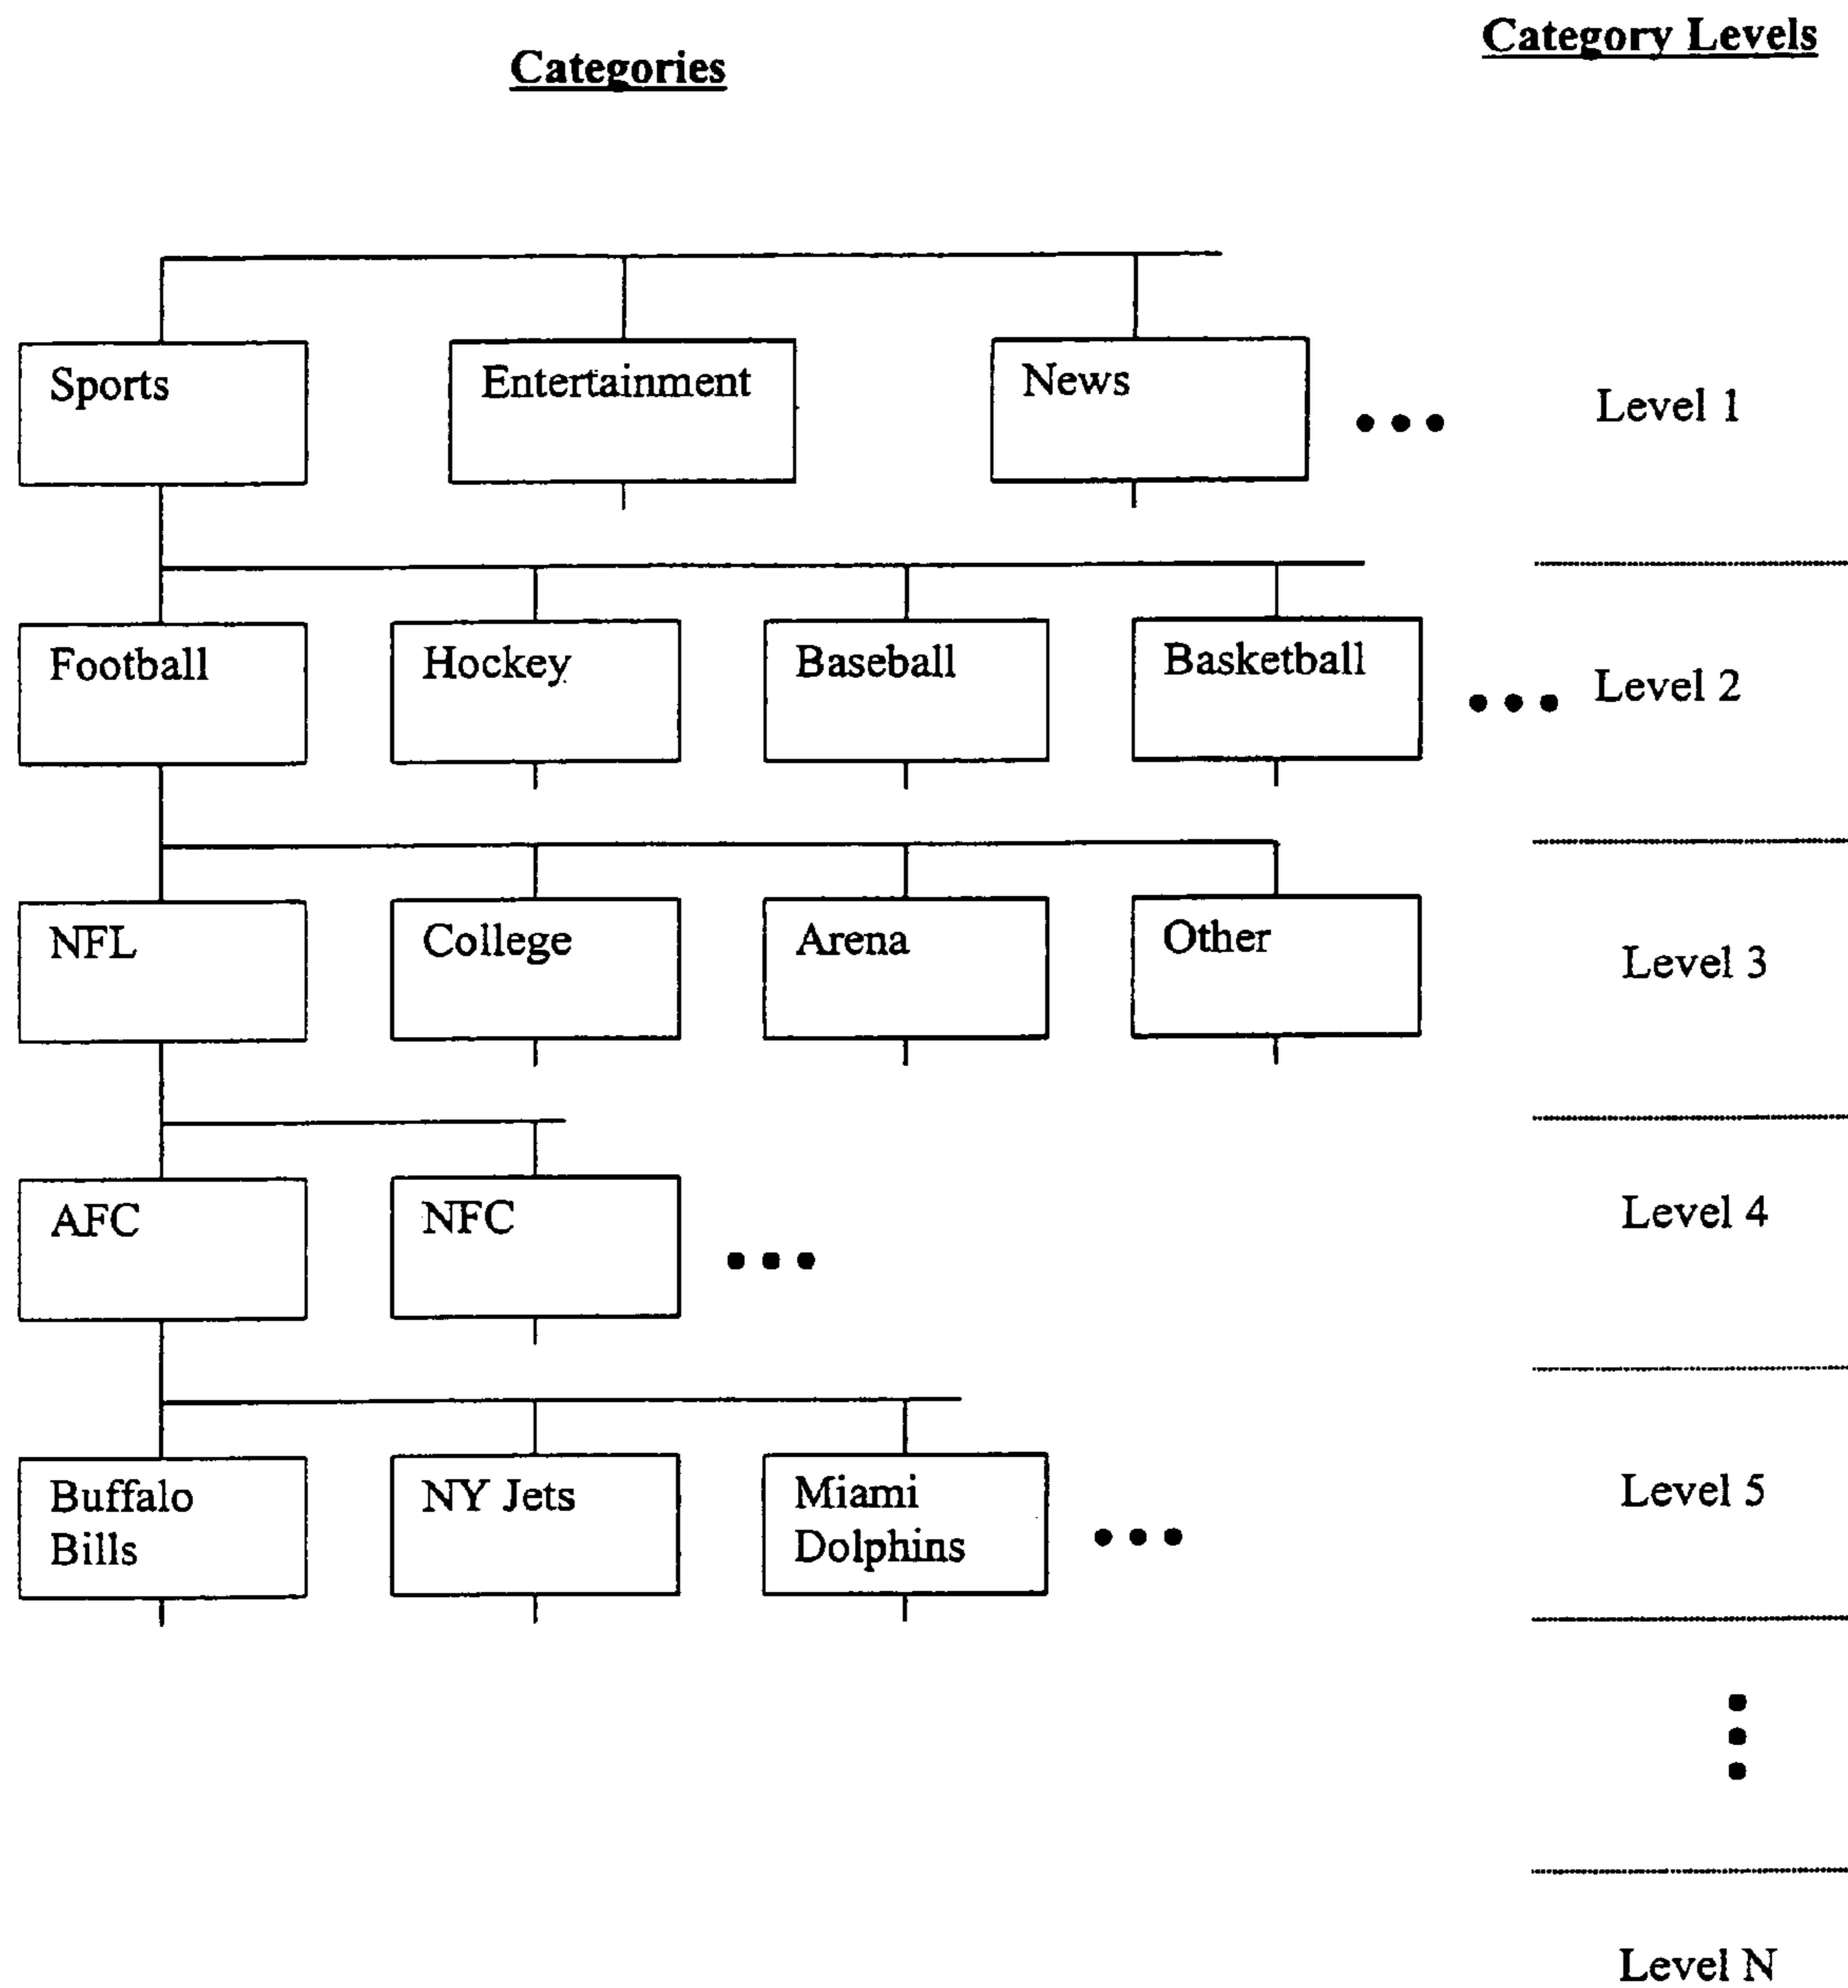 Categories
Category Levels
Sports
Entertainment
News
Level 1
Football
Hockey
Baseball
Basketball
Level 2
NFL
College
Arena
Other
Level 3
AFC
NFC
Level 4
Buffalo
Bills
NY Jets
Miami
Dolphins
Level 5
Level N